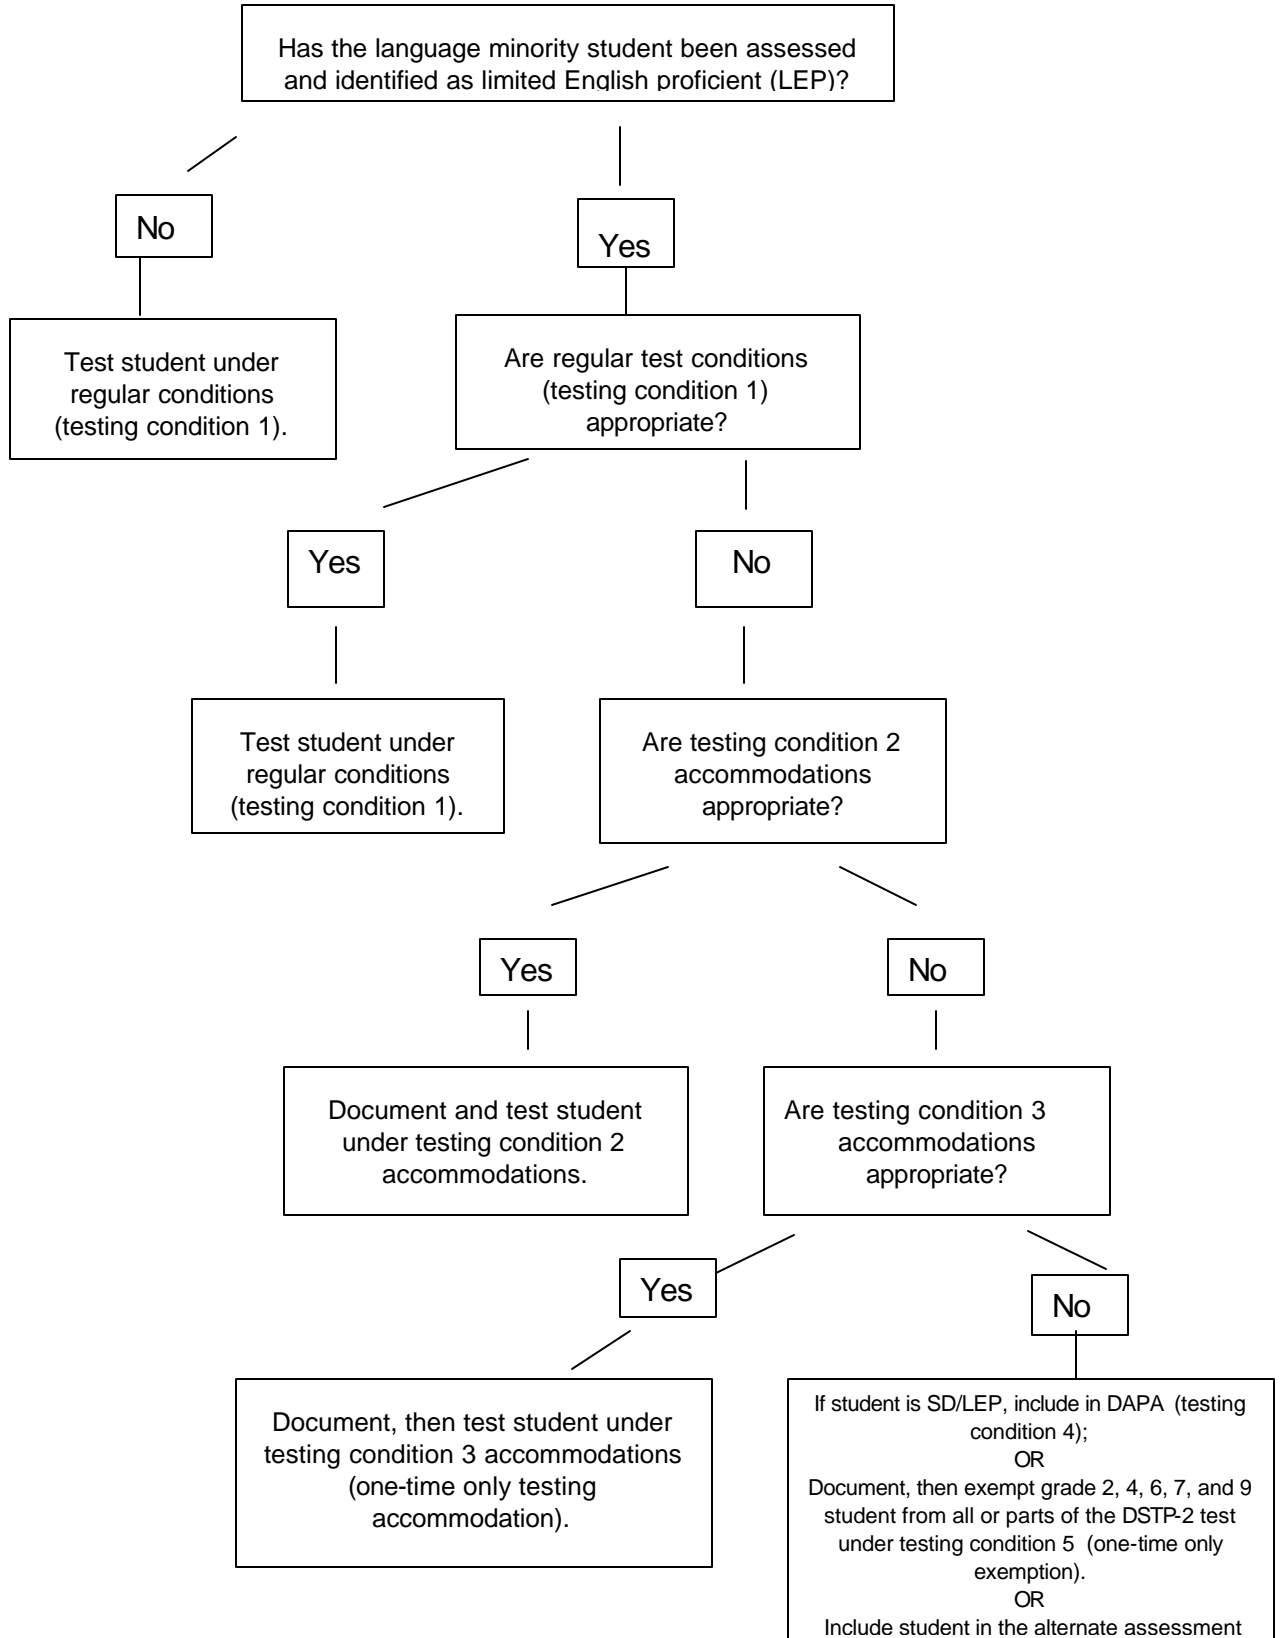 Has the language minority student been assessed
and identified as limited English proficient (LEP)?
No
Yes
Test student under
regular conditions
(testing condition 1).
Are regular test conditions
(testing condition 1)
appropriate?
Yes
No
Test student under
regular conditions
(testing condition 1).
Are testing condition 2
accommodations
appropriate?
Yes
No
Document and test student
under testing condition 2
accommodations.
Are testing condition 3
accommodations
appropriate?
Yes
No
Document, then test student under
testing condition 3 accommodations
(one-time only testing
accommodation).
If student is SD/LEP, include in DAPA (testing
condition 4);
OR
Document, then exempt grade 2, 4, 6, 7, and 9
student from all or parts of the DSTP-2 test
under testing condition 5 (one-time only
exemption).
OR
Include student in the alternate assessment